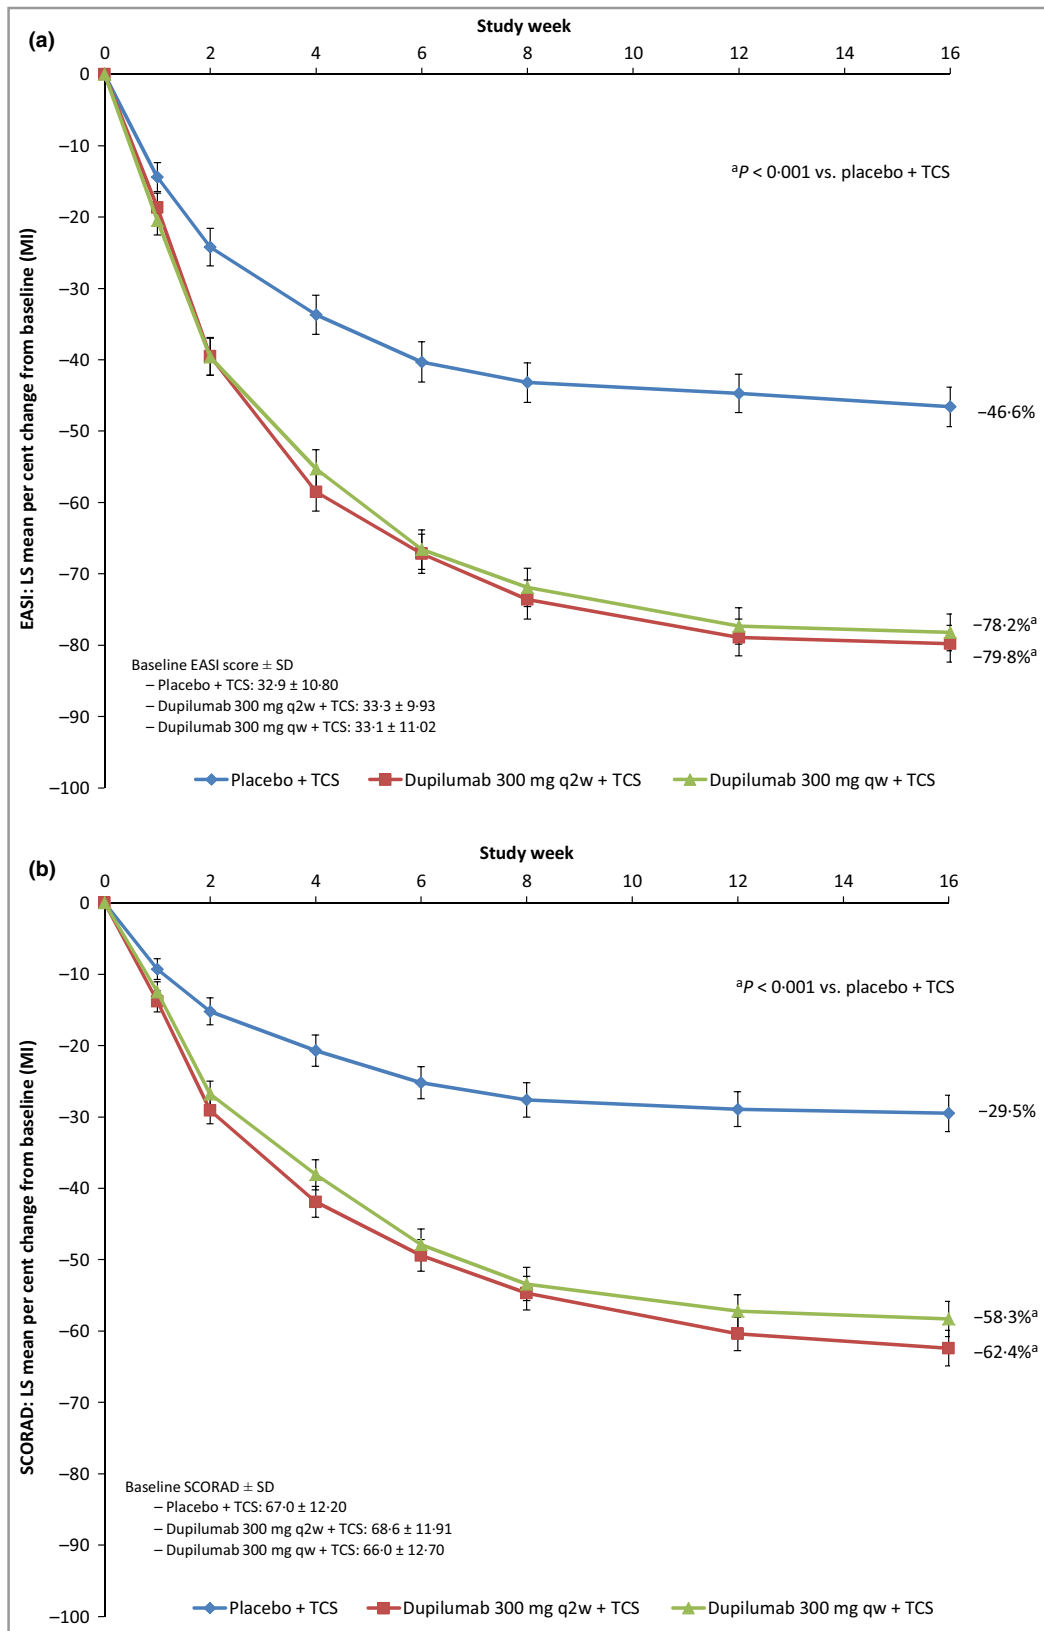 (a)
Study week
0 2 4 6 8 10 12 14 16
0
−10
−20
−30
−40
−50
−60
−70
−80
−90
−100
EASI: LS mean per cent change from baseline (MI)
ᵃP < 0·001 vs. placebo + TCS
−46·6%
−78·2%ᵃ
−79·8%ᵃ
Baseline EASI score ± SD
– Placebo + TCS: 32·9 ± 10·80
– Dupilumab 300 mg q2w + TCS: 33·3 ± 9·93
– Dupilumab 300 mg qw + TCS: 33·1 ± 11·02
Placebo + TCS Dupilumab 300 mg q2w + TCS Dupilumab 300 mg qw + TCS
(b)
Study week
0 2 4 6 8 10 12 14 16
0
−10
−20
−30
−40
−50
−60
−70
−80
−90
−100
SCORAD: LS mean per cent change from baseline (MI)
ᵃP < 0·001 vs. placebo + TCS
−29·5%
−58·3%ᵃ
−62·4%ᵃ
Baseline SCORAD ± SD
– Placebo + TCS: 67·0 ± 12·20
– Dupilumab 300 mg q2w + TCS: 68·6 ± 11·91
– Dupilumab 300 mg qw + TCS: 66·0 ± 12·70
Placebo + TCS Dupilumab 300 mg q2w + TCS Dupilumab 300 mg qw + TCS